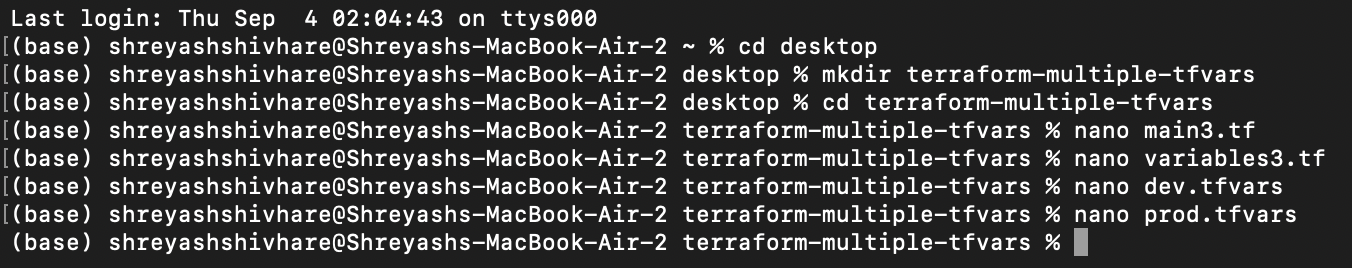 Last login: Thu Sep  4 02:04:43 on ttys000
[(base) shreyashshivhare@Shreyashs-MacBook-Air-2 ~ % cd desktop
[(base) shreyashshivhare@Shreyashs-MacBook-Air-2 desktop % mkdir terraform-multiple-tfvars
[(base) shreyashshivhare@Shreyashs-MacBook-Air-2 desktop % cd terraform-multiple-tfvars
[(base) shreyashshivhare@Shreyashs-MacBook-Air-2 terraform-multiple-tfvars % nano main3.tf
[(base) shreyashshivhare@Shreyashs-MacBook-Air-2 terraform-multiple-tfvars % nano variables3.tf
[(base) shreyashshivhare@Shreyashs-MacBook-Air-2 terraform-multiple-tfvars % nano dev.tfvars
[(base) shreyashshivhare@Shreyashs-MacBook-Air-2 terraform-multiple-tfvars % nano prod.tfvars
(base) shreyashshivhare@Shreyashs-MacBook-Air-2 terraform-multiple-tfvars %